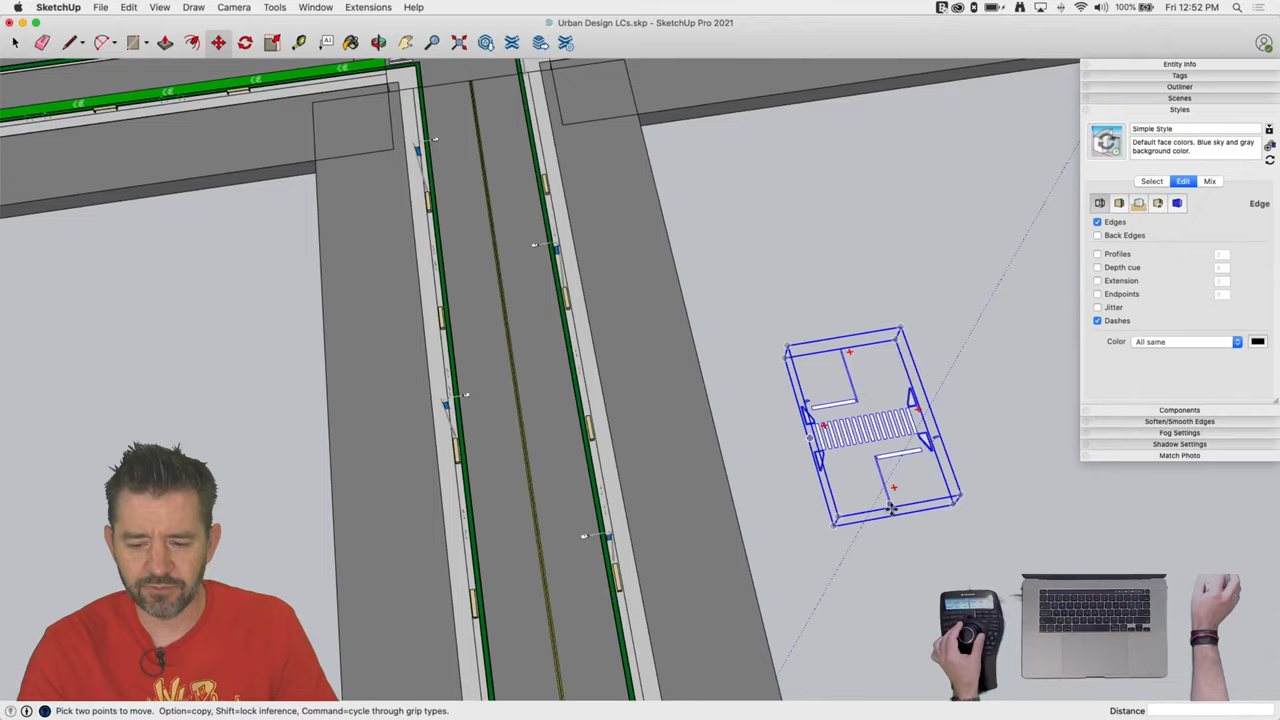 SketchUp File Edit View Draw Camera Tools Window Extensions Help 100% Fri 12:52 PM
Urban Design LCs.skp - SketchUp Pro 2021
Entity Info
Tags
Outliner
Scenes
Styles
Simple Style
Default face colors. Blue sky and gray background color.
Select Edit Mix
Edge
Edges
Back Edges
Profiles
Depth cue
Extension
Endpoints
Jitter
Dashes
Color All same
Components
Soften/Smooth Edges
Fog Settings
Shadow Settings
Match Photo
Pick two points to move. Option=copy, Shift=lock inference, Command=cycle through grip types.
Distance